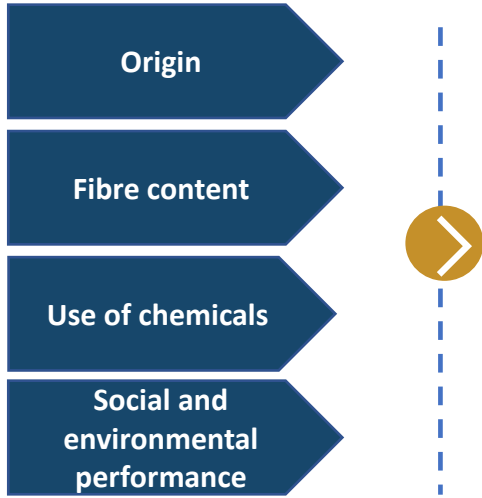 Origin
Fibre content
Use of chemicals
Social and
environmental
performance